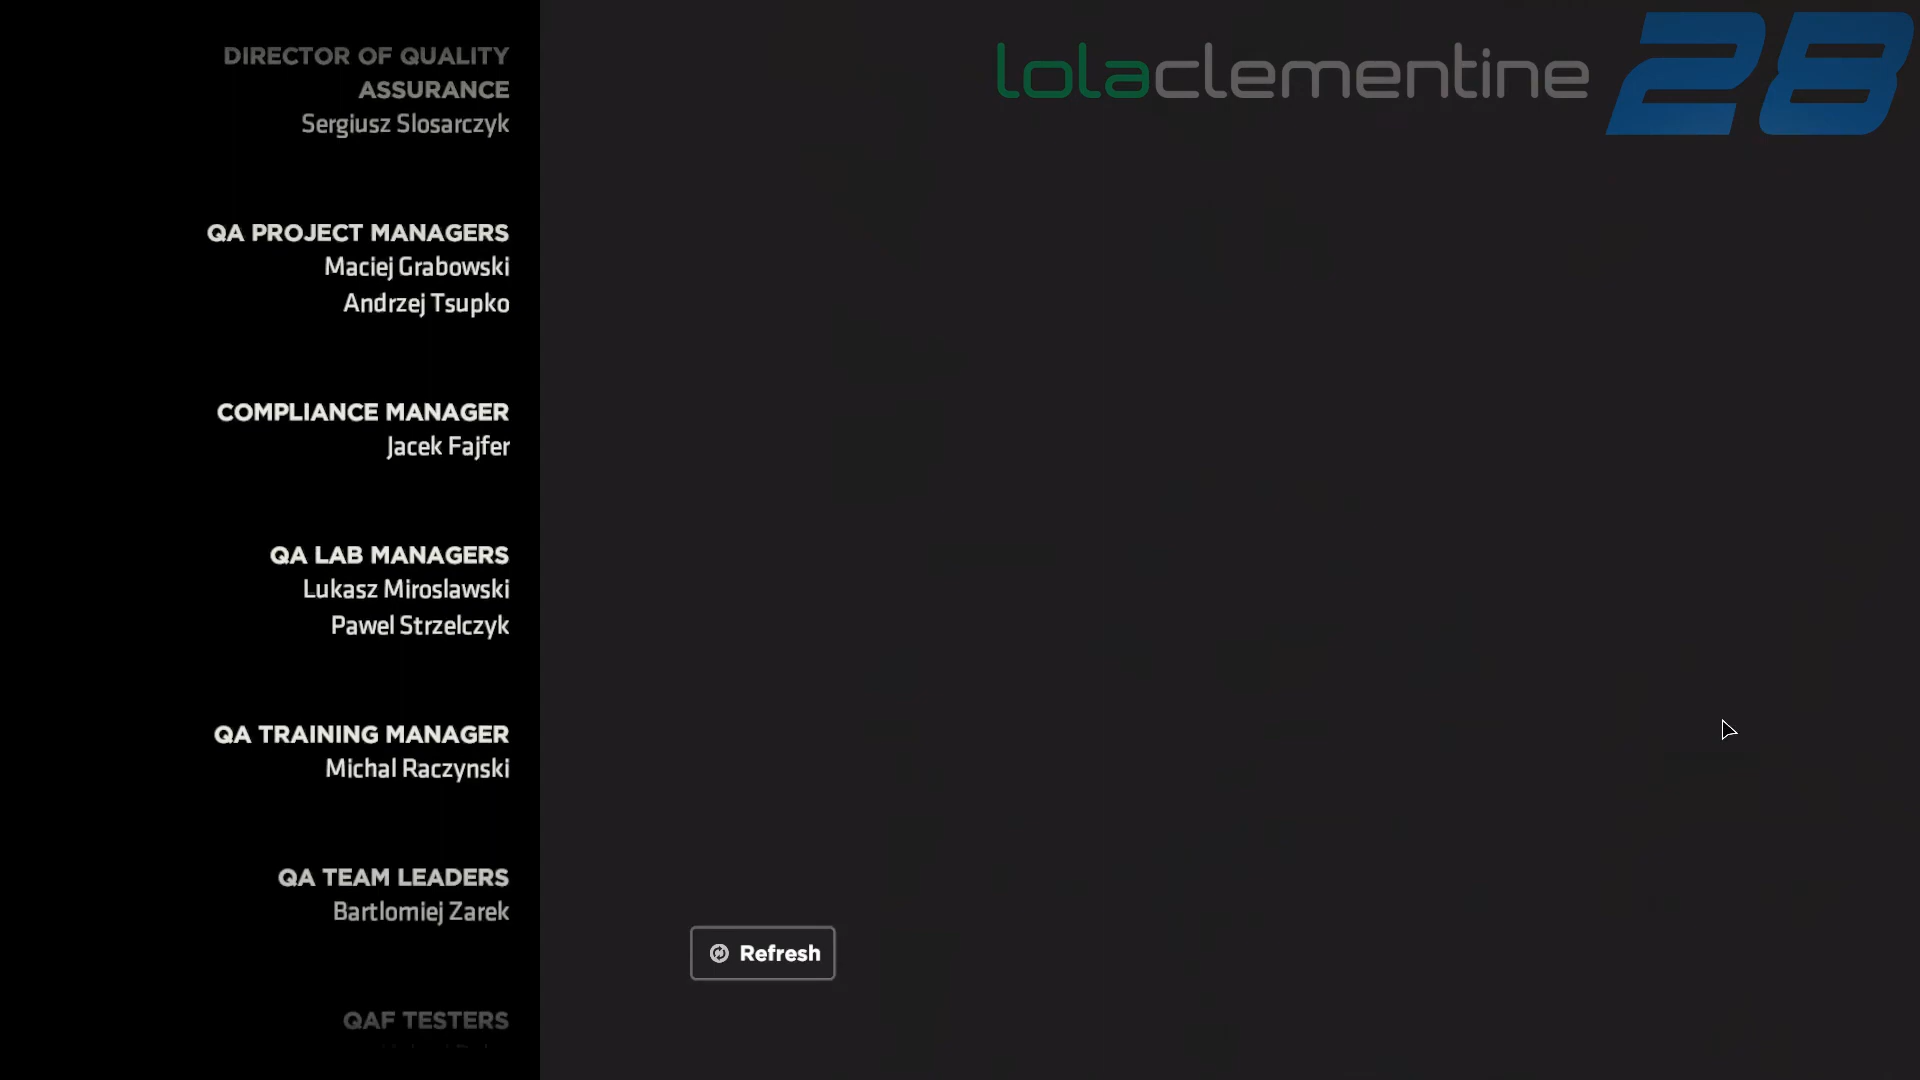 DIRECTOR OF QUALITY
ASSURANCE
Sergiusz Slosarczyk
QA PROJECT MANAGERS
Maciej Grabowski
Andrzej Tsupko
COMPLIANCE MANAGER
Jacek Fajfer
QA LAB MANAGERS
Lukasz Miroslawski
Pawel Strzelczyk
QA TRAINING MANAGER
Michal Raczynski
QA TEAM LEADERS
Bartlomiej Zarek
QAF TESTERS
lolaclementine 28
Refresh